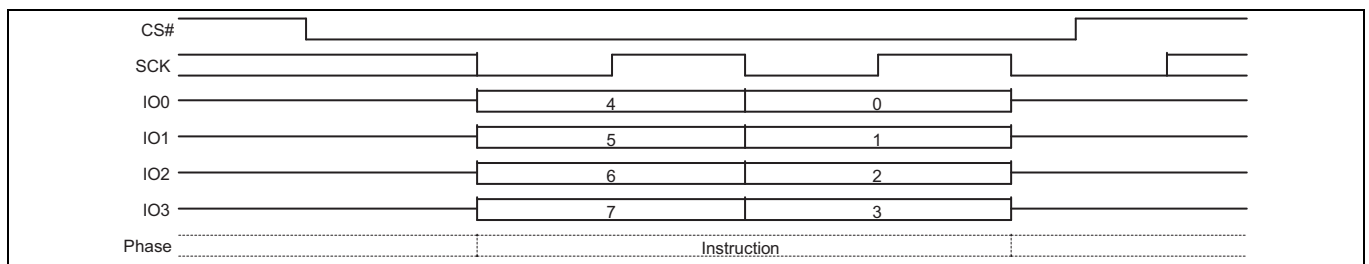 CS#
SCK
IO0 4 0
IO1 5 1
IO2 6 2
IO3 7 3
Phase Instruction